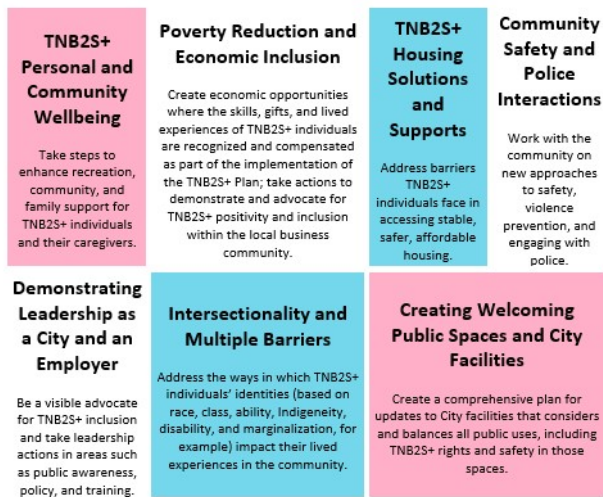 TNB2S+
Personal and
Community
Wellbeing
Take steps to
enhance recreation,
community, and
family support for
TNB2S+ individuals
and their caregivers.
Poverty Reduction and
Economic Inclusion
Create economic opportunities
where the skills, gifts, and lived
experiences of TNB2S+ individuals
are recognized and compensated
as part of the implementation of
the TNB2S+ Plan; take actions to
demonstrate and advocate for
TNB2S+ positivity and inclusion
within the local business
community.
TNB2S+
Housing
Solutions
and
Supports
Address barriers
TNB2S+
individuals face in
accessing stable,
safer, affordable
housing.
Community
Safety and
Police
Interactions
Work with the
community on
new approaches
to safety,
violence
prevention, and
engaging with
police.
Demonstrating
Leadership as
a City and an
Employer
Be a visible advocate
for TNB2S+ inclusion
and take leadership
actions in areas such
as public awareness,
policy, and training.
Intersectionality and
Multiple Barriers
Address the ways in which TNB2S+
individuals' identities (based on
race, class, ability, Indigeneity,
disability, and marginalization, for
example) impact their lived
experiences in the community.
Creating Welcoming
Public Spaces and City
Facilities
Create a comprehensive plan for
updates to City facilities that considers
and balances all public uses, including
TNB2S+ rights and safety in those
spaces.